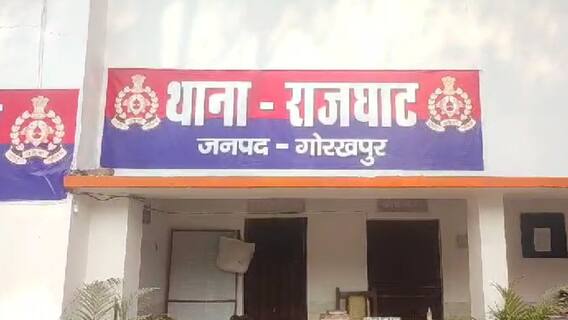 थाना - राजघाट
जनपद - गोरखपुर